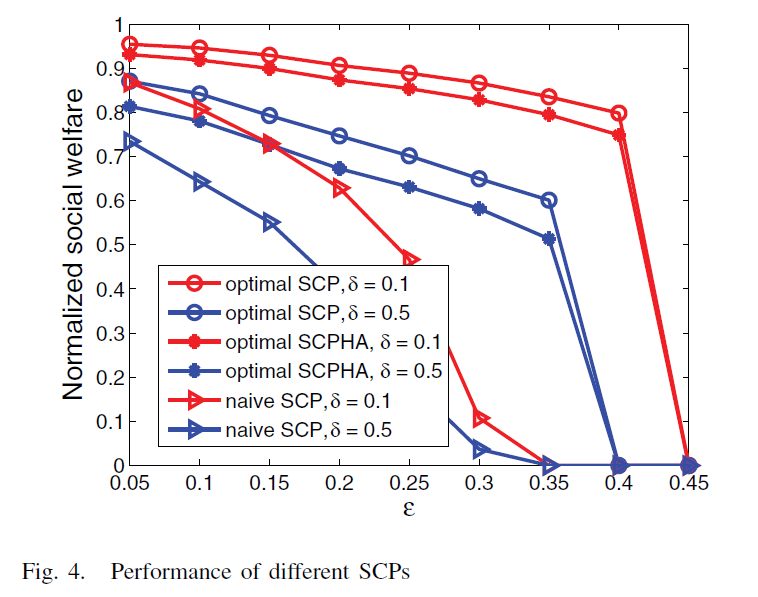 Normalized social welfare
1
0.9
0.8
0.7
0.6
0.5
0.4
0.3
0.2
0.1
0
optimal SCP, δ = 0.1
optimal SCP, δ = 0.5
optimal SCPHA, δ = 0.1
optimal SCPHA, δ = 0.5
naive SCP, δ = 0.1
naive SCP, δ = 0.5
0.05 0.1 0.15 0.2 0.25 0.3 0.35 0.4 0.45
ε
Fig. 4. Performance of different SCPs